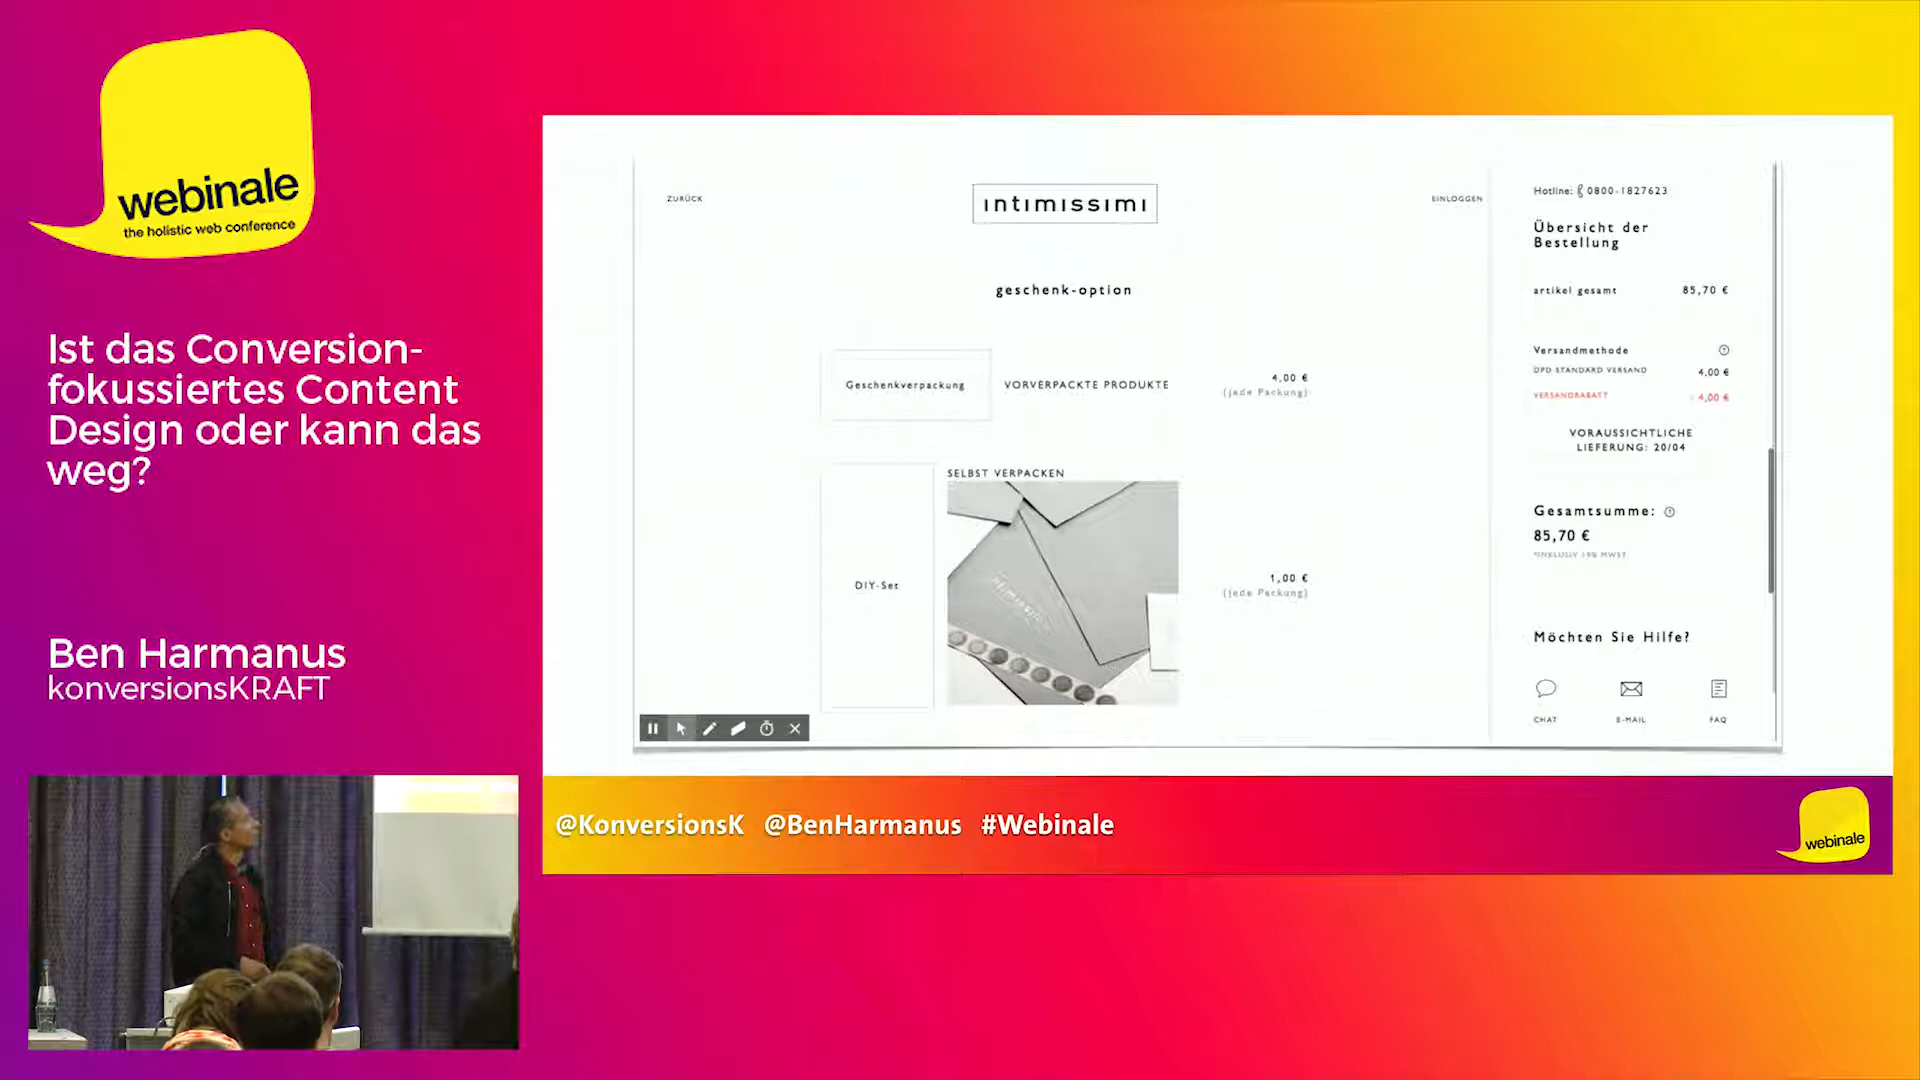 webinale
the holistic web conference
Ist das Conversion-
fokussiertes Content
Design oder kann das
weg?
Ben Harmanus
konversionsKRAFT
ZURÜCK
intimissimi
EINLOGGEN
geschenk-option
Geschenkverpackung
VORVERPACKTE PRODUKTE
4,00 €
(jede Packung)
SELBST VERPACKEN
DIY-Set
1,00 €
(jede Packung)
Hotline: 0800-1827623
Übersicht der
Bestellung
artikel gesamt 85,70 €
Versandmethode
DPD STANDARD VERSAND 4,00 €
VERSANDRABATT - 4,00 €
VORAUSSICHTLICHE
LIEFERUNG: 20/04
Gesamtsumme:
85,70 €
*INKLUSIV 19% MWST
Möchten Sie Hilfe?
CHAT E-MAIL FAQ
@KonversionsK @BenHarmanus #Webinale
webinale